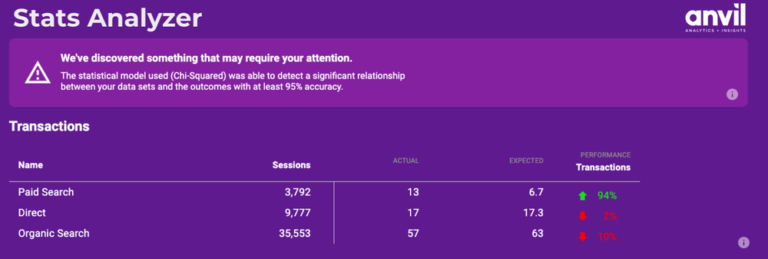 Stats Analyzer
anvil
ANALYTICS + INSIGHTS
We've discovered something that may require your attention.
The statistical model used (Chi-Squared) was able to detect a significant relationship
between your data sets and the outcomes with at least 95% accuracy.
Transactions
Name Sessions ACTUAL EXPECTED PERFORMANCE Transactions
Paid Search 3,792 13 6.7 94%
Direct 9,777 17 17.3 2%
Organic Search 35,553 57 63 10%